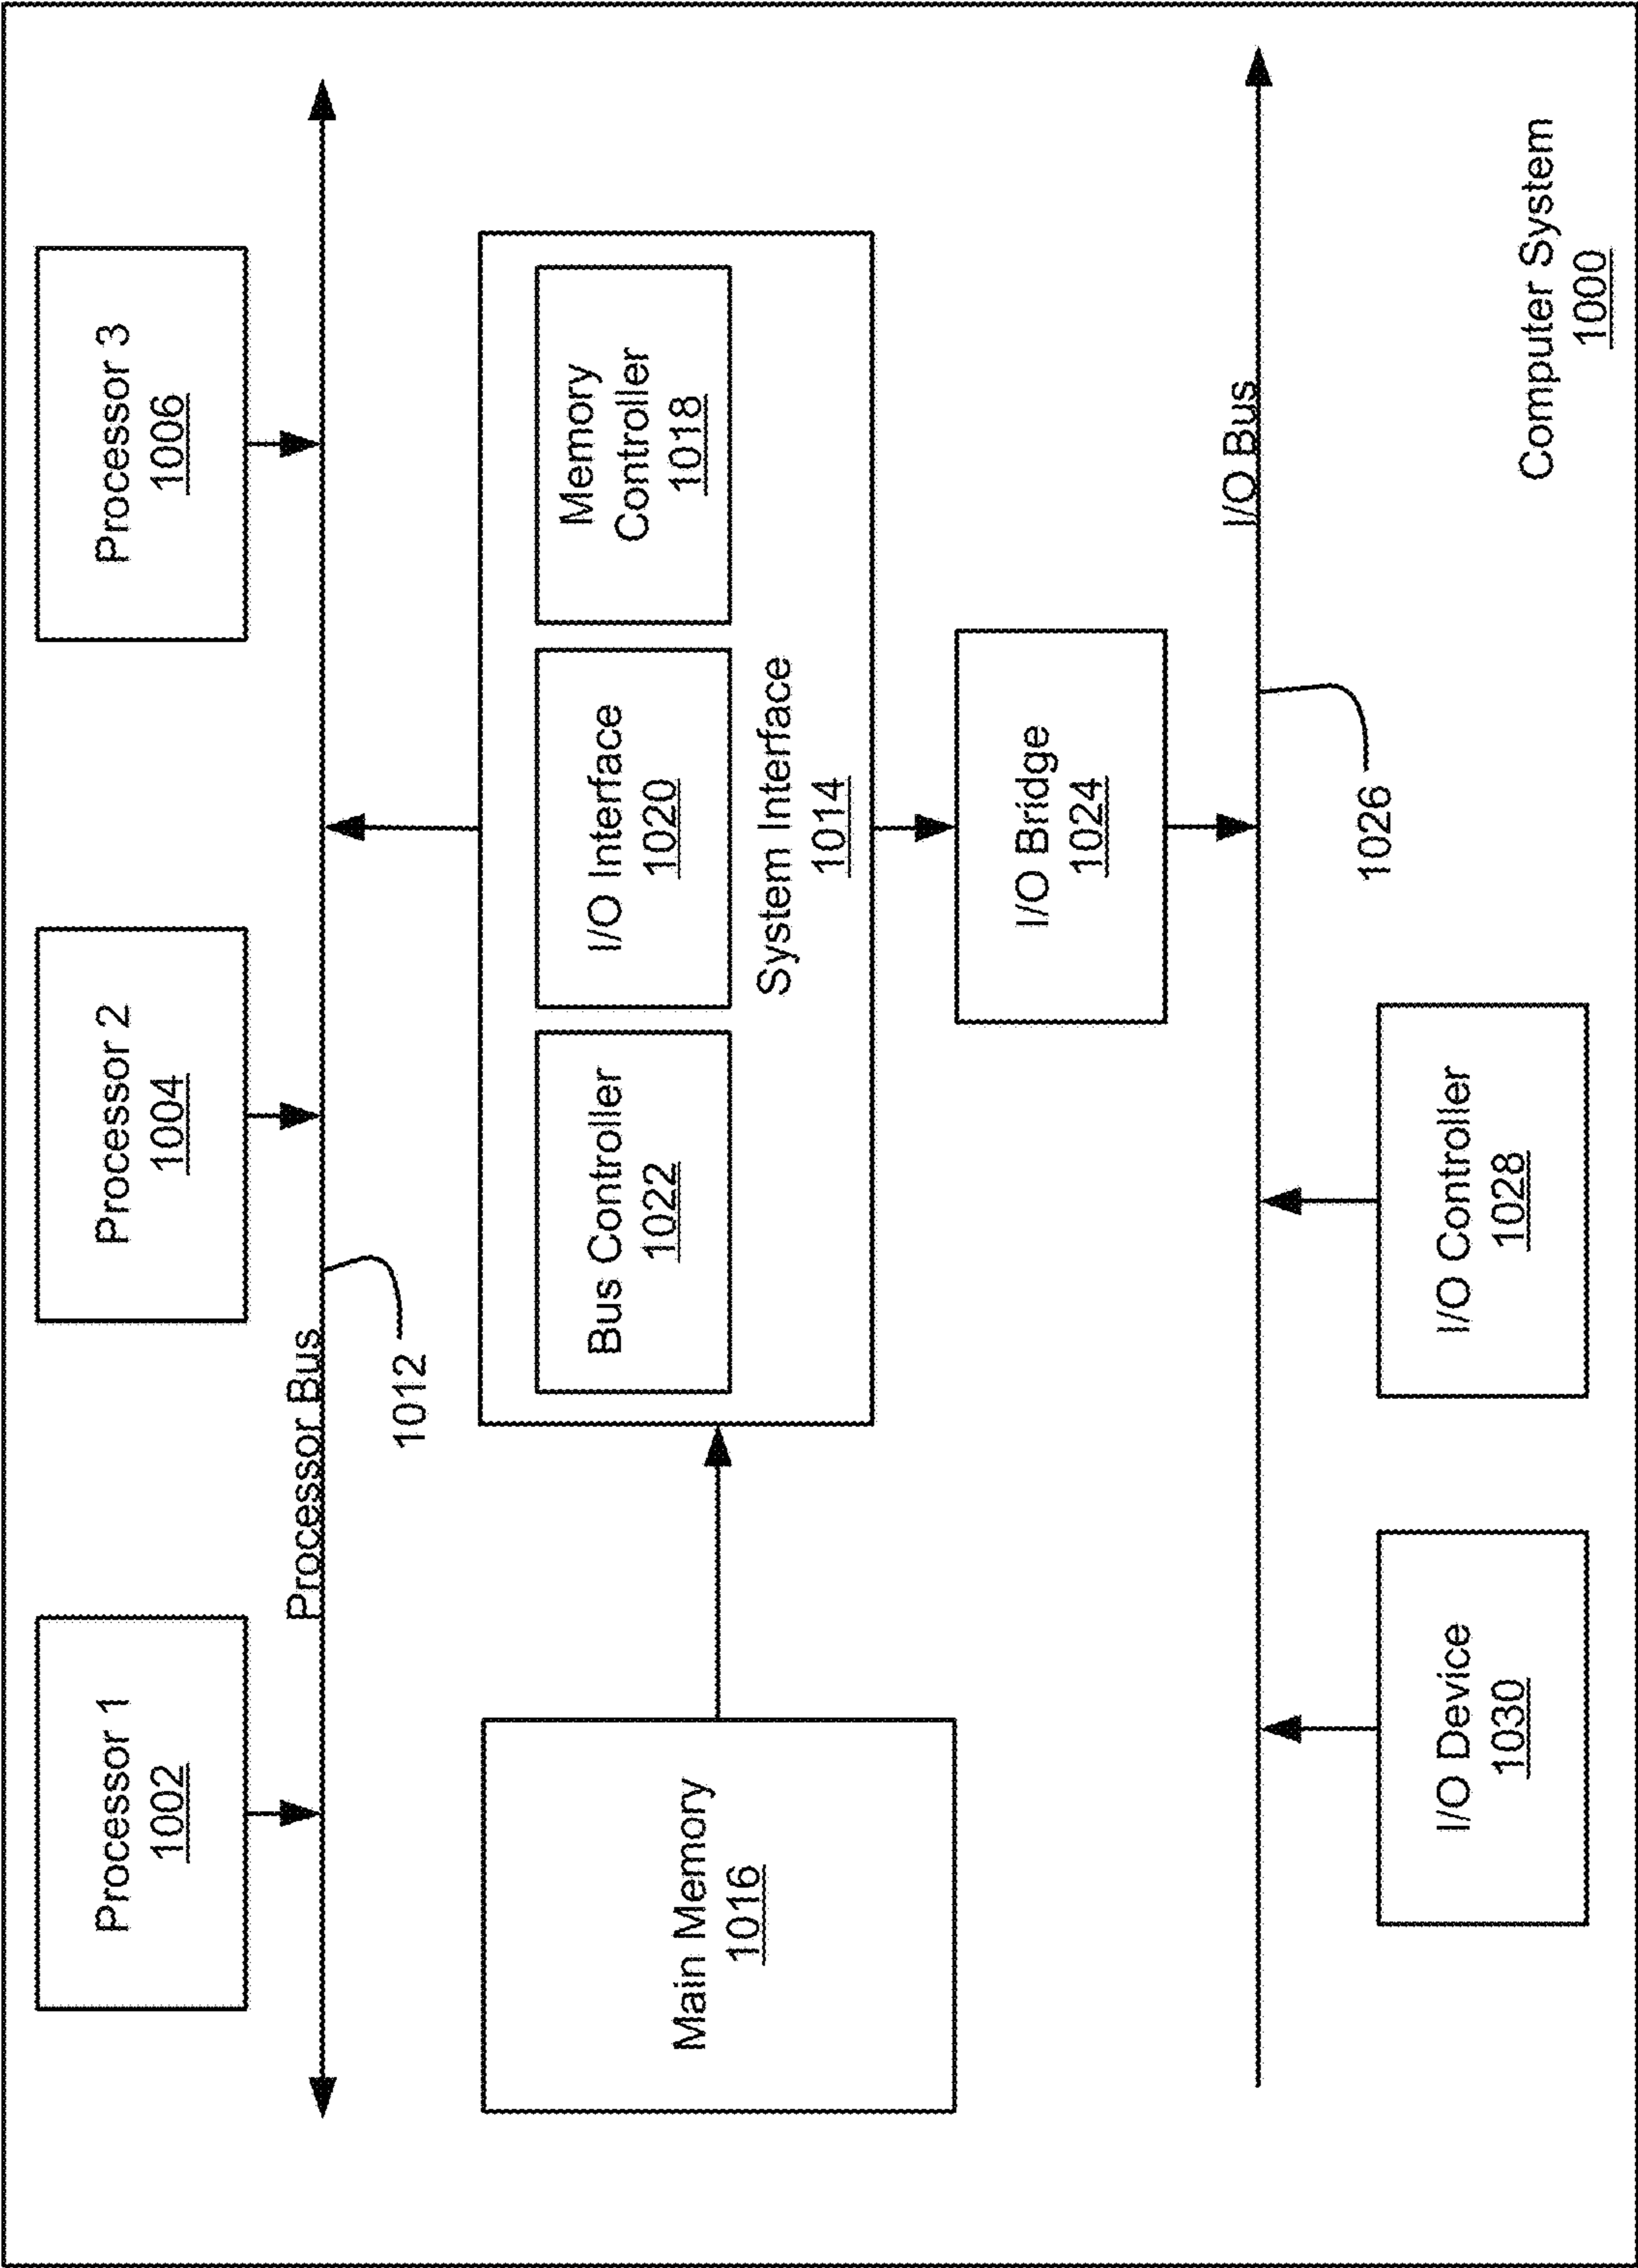 Processor 1
1002
Processor 2
1004
Processor 3
1006
Processor Bus
1012
Main Memory
1016
Bus Controller
1022
I/O Interface
1020
Memory
Controller
1018
System Interface
1014
I/O Bridge
1024
I/O Bus
1026
I/O Device
1030
I/O Controller
1028
Computer System
1000